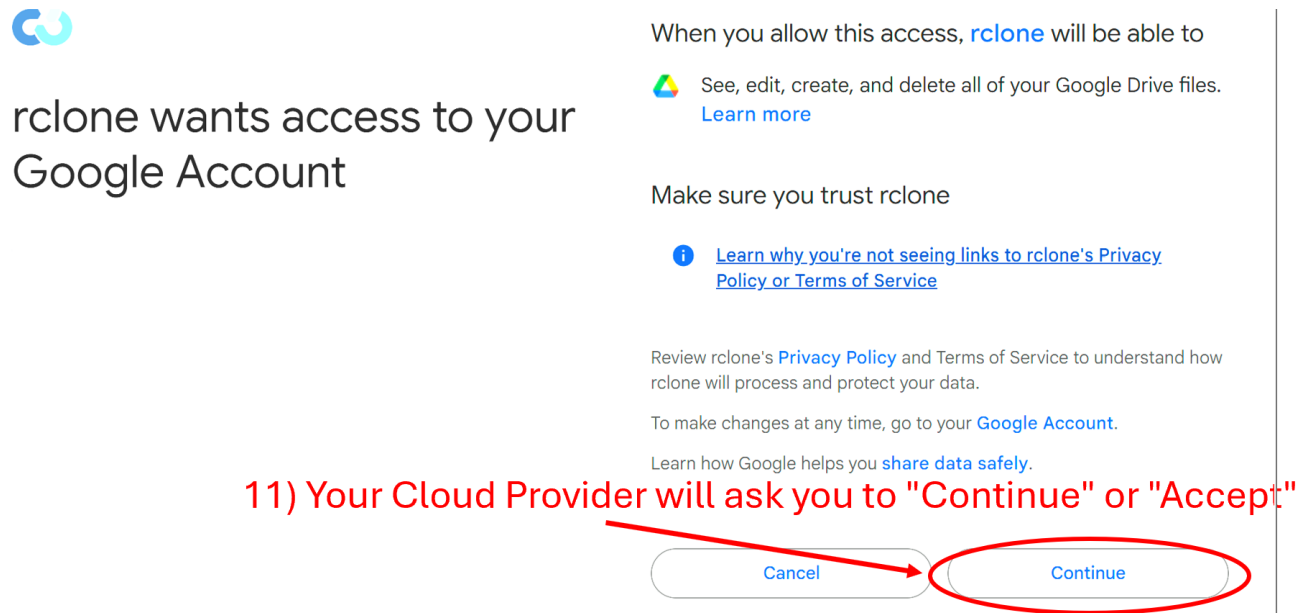 rclone wants access to your
Google Account
When you allow this access, rclone will be able to
See, edit, create, and delete all of your Google Drive files.
Learn more
Make sure you trust rclone
Learn why you're not seeing links to rclone's Privacy
Policy or Terms of Service
Review rclone's Privacy Policy and Terms of Service to understand how
rclone will process and protect your data.
To make changes at any time, go to your Google Account.
Learn how Google helps you share data safely.
11) Your Cloud Provider will ask you to "Continue" or "Accept"
Cancel
Continue